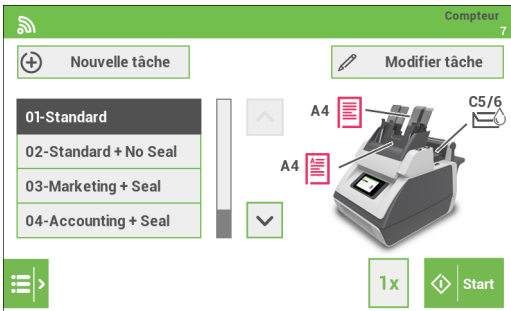 Compteur
7
Nouvelle tâche
Modifier tâche
01-Standard
02-Standard + No Seal
03-Marketing + Seal
04-Accounting + Seal
A4
C5/6
A4
1x
Start